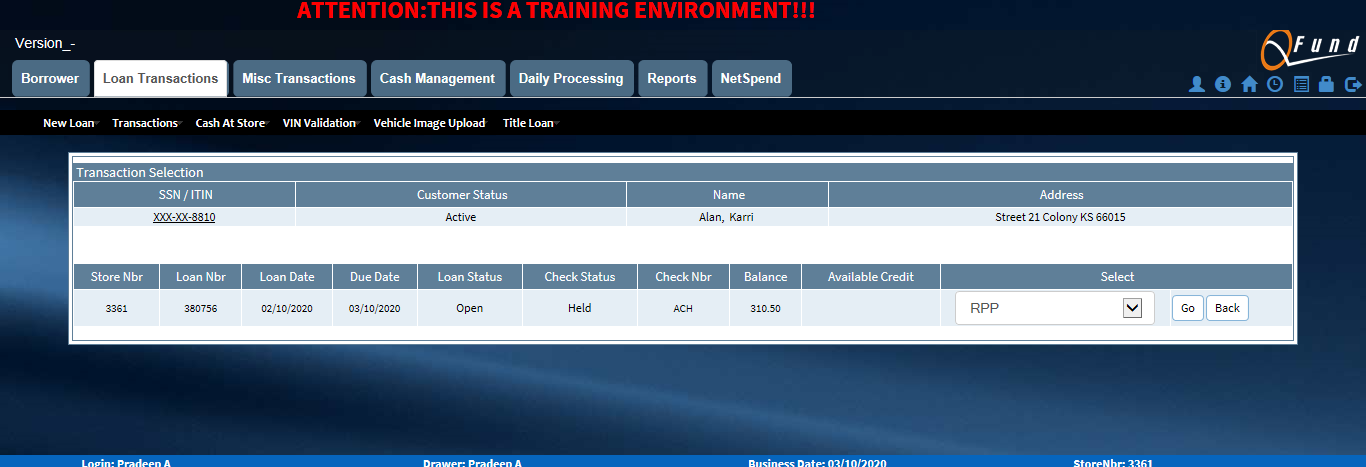 ATTENTION:THIS IS A TRAINING ENVIRONMENT!!!
Version_-
QFund
Borrower Loan Transactions Misc Transactions Cash Management Daily Processing Reports NetSpend
New Loan Transactions Cash At Store VIN Validation Vehicle Image Upload Title Loan
Transaction Selection
SSN / ITIN Customer Status Name Address
XXX-XX-8810 Active Alan, Karri Street 21 Colony KS 66015
Store Nbr Loan Nbr Loan Date Due Date Loan Status Check Status Check Nbr Balance Available Credit Select
3361 380756 02/10/2020 03/10/2020 Open Held ACH 310.50 RPP Go Back
Login: Pradeep A Drawer: Pradeep A Business Date: 03/10/2020 StoreNbr: 3361